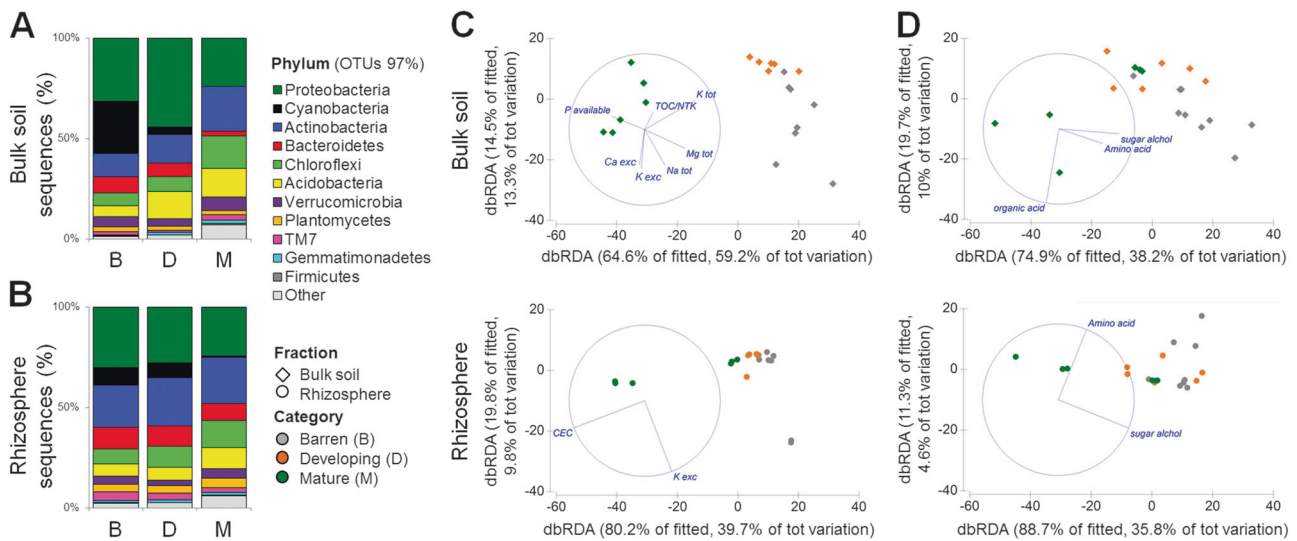 A
Bulk soil
sequences (%)
100%
50%
0%
B
D
M
Phylum (OTUs 97%)
Proteobacteria
Cyanobacteria
Actinobacteria
Bacteroidetes
Chloroflexi
Acidobacteria
Verrucomicrobia
Plantomycetes
TM7
Gemmatimonadetes
Firmicutes
Other
B
Rhizosphere
sequences (%)
100%
50%
0%
B
D
M
Fraction
Bulk soil
Rhizosphere
Category
Barren (B)
Developing (D)
Mature (M)
C
Bulk soil
dbRDA (14.5% of fitted,
13.3% of tot variation)
20
0
-20
-40
K tot
TOC/NTK
P available
Mg tot
Ca exc
Na tot
K exc
-60
-40
-20
0
20
40
dbRDA (64.6% of fitted, 59.2% of tot variation)
Rhizosphere
dbRDA (19.8% of fitted,
9.8% of tot variation)
20
0
-20
-40
CEC
K exc
-60
-40
-20
0
20
40
dbRDA (80.2% of fitted, 39.7% of tot variation)
D
dbRDA (19.7% of fitted,
10% of tot variation)
20
0
-20
-40
sugar alchol
Amino acid
organic acid
-60
-40
-20
0
20
40
dbRDA (74.9% of fitted, 38.2% of tot variation)
dbRDA (11.3% of fitted,
4.6% of tot variation)
20
0
-20
-40
Amino acid
sugar alchol
-60
-40
-20
0
20
40
dbRDA (88.7% of fitted, 35.8% of tot variation)